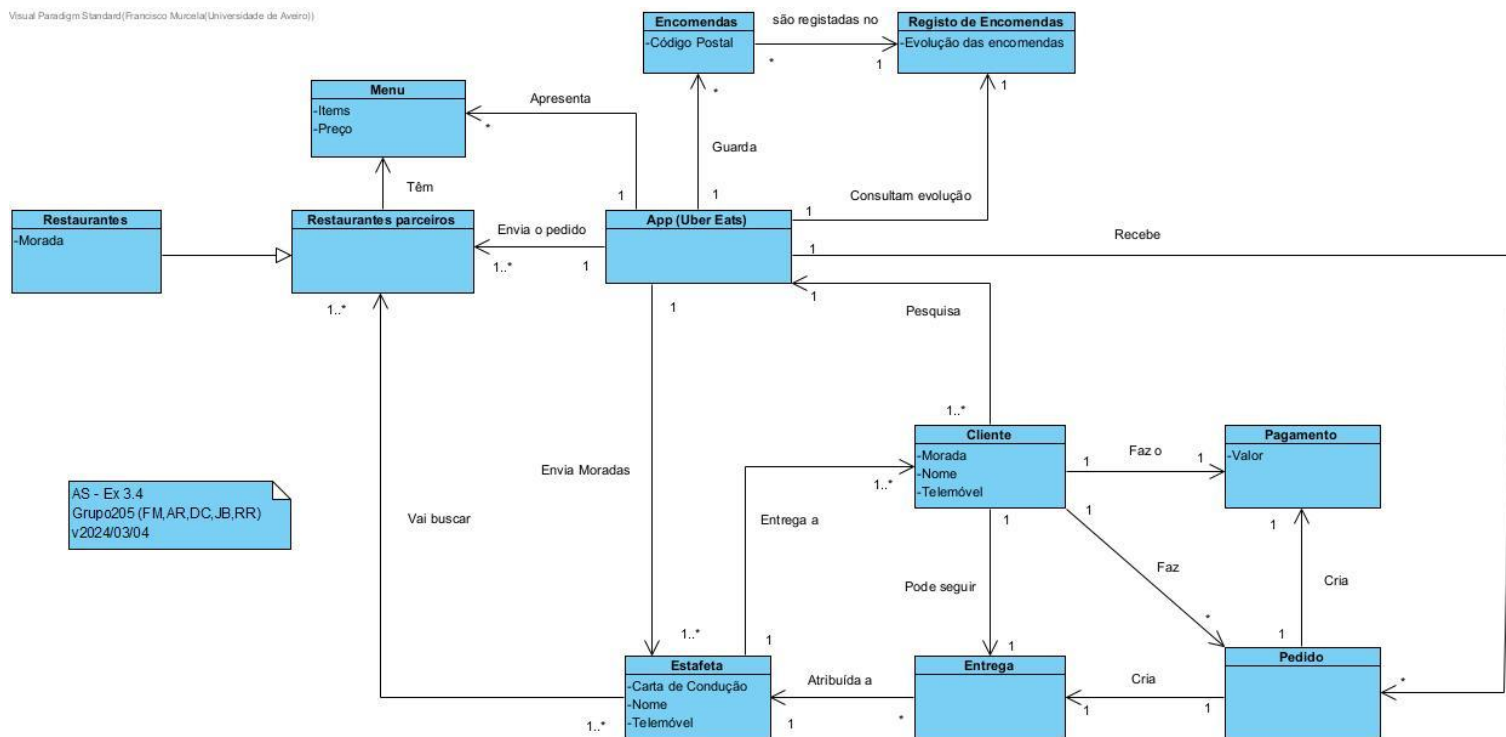 Visual Paradigm Standard(Francisco Murcela(Universidade de Aveiro))
Encomendas
-Código Postal
são registadas no
*
1
Registo de Encomendas
-Evolução das encomendas
Menu
-Items
-Preço
Apresenta
*
1
*
Guarda
1
1
Consultam evolução
1
Têm
Restaurantes
-Morada
Restaurantes parceiros
Envia o pedido
1..*
1
App (Uber Eats)
1
Recebe
*
1..*
1
1
Pesquisa
1..*
Envia Moradas
1..*
Cliente
-Morada
-Nome
-Telemóvel
1
Faz o
1
Pagamento
-Valor
AS - Ex 3.4
Grupo205 (FM,AR,DC,JB,RR)
v2024/03/04
Vai buscar
1..*
Entrega a
1..*
1
1
Pode seguir
1
1
Faz
*
1
Cria
1
Estafeta
-Carta de Condução
-Nome
-Telemóvel
Atribuída a
1
*
Entrega
Cria
1
1
Pedido